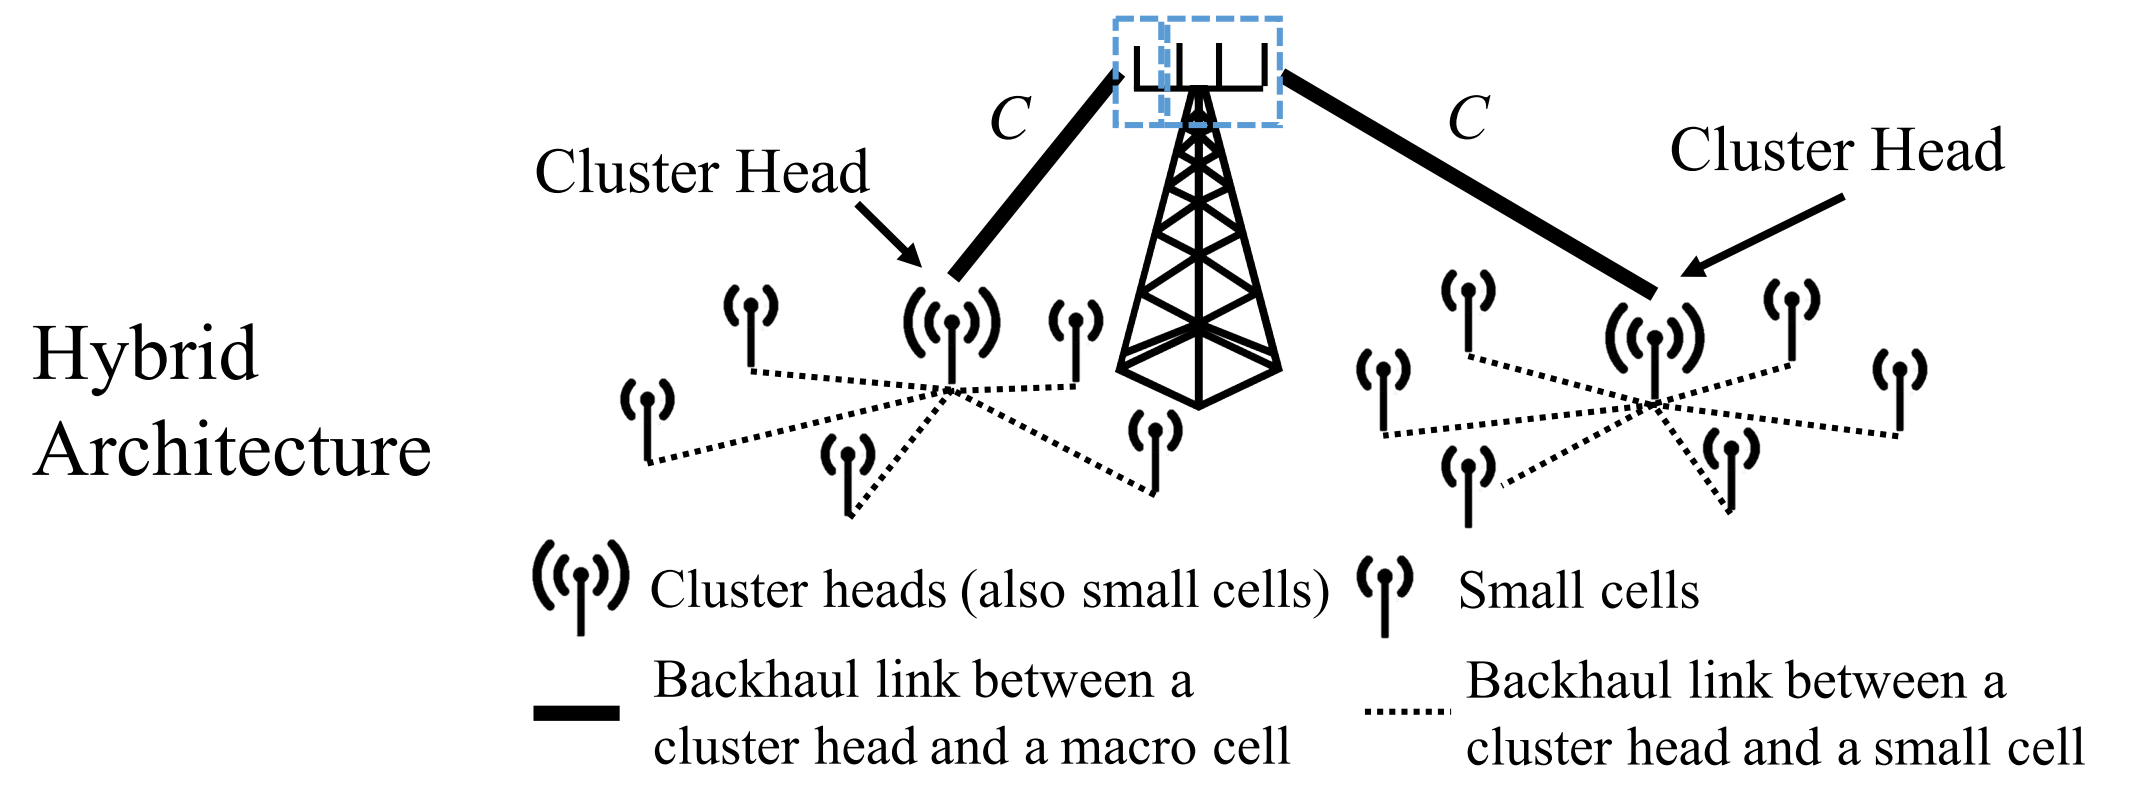 C
C
Cluster Head
Cluster Head
Hybrid
Architecture
Cluster heads (also small cells)
Small cells
Backhaul link between a
cluster head and a macro cell
Backhaul link between a
cluster head and a small cell